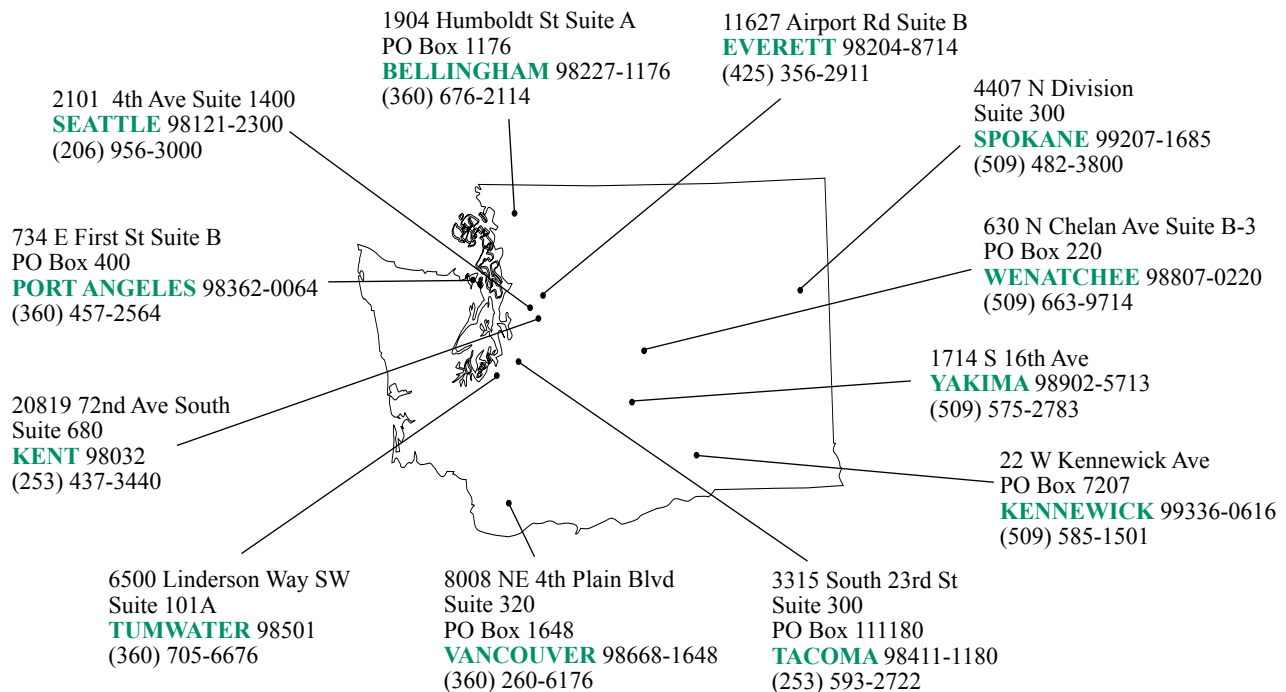 1904 Humboldt St Suite A
PO Box 1176
BELLINGHAM 98227-1176
(360) 676-2114
11627 Airport Rd Suite B
EVERETT 98204-8714
(425) 356-2911
2101 4th Ave Suite 1400
SEATTLE 98121-2300
(206) 956-3000
4407 N Division
Suite 300
SPOKANE 99207-1685
(509) 482-3800
734 E First St Suite B
PO Box 400
PORT ANGELES 98362-0064
(360) 457-2564
630 N Chelan Ave Suite B-3
PO Box 220
WENATCHEE 98807-0220
(509) 663-9714
1714 S 16th Ave
YAKIMA 98902-5713
(509) 575-2783
20819 72nd Ave South
Suite 680
KENT 98032
(253) 437-3440
22 W Kennewick Ave
PO Box 7207
KENNEWICK 99336-0616
(509) 585-1501
6500 Linderson Way SW
Suite 101A
TUMWATER 98501
(360) 705-6676
8008 NE 4th Plain Blvd
Suite 320
PO Box 1648
VANCOUVER 98668-1648
(360) 260-6176
3315 South 23rd St
Suite 300
PO Box 111180
TACOMA 98411-1180
(253) 593-2722